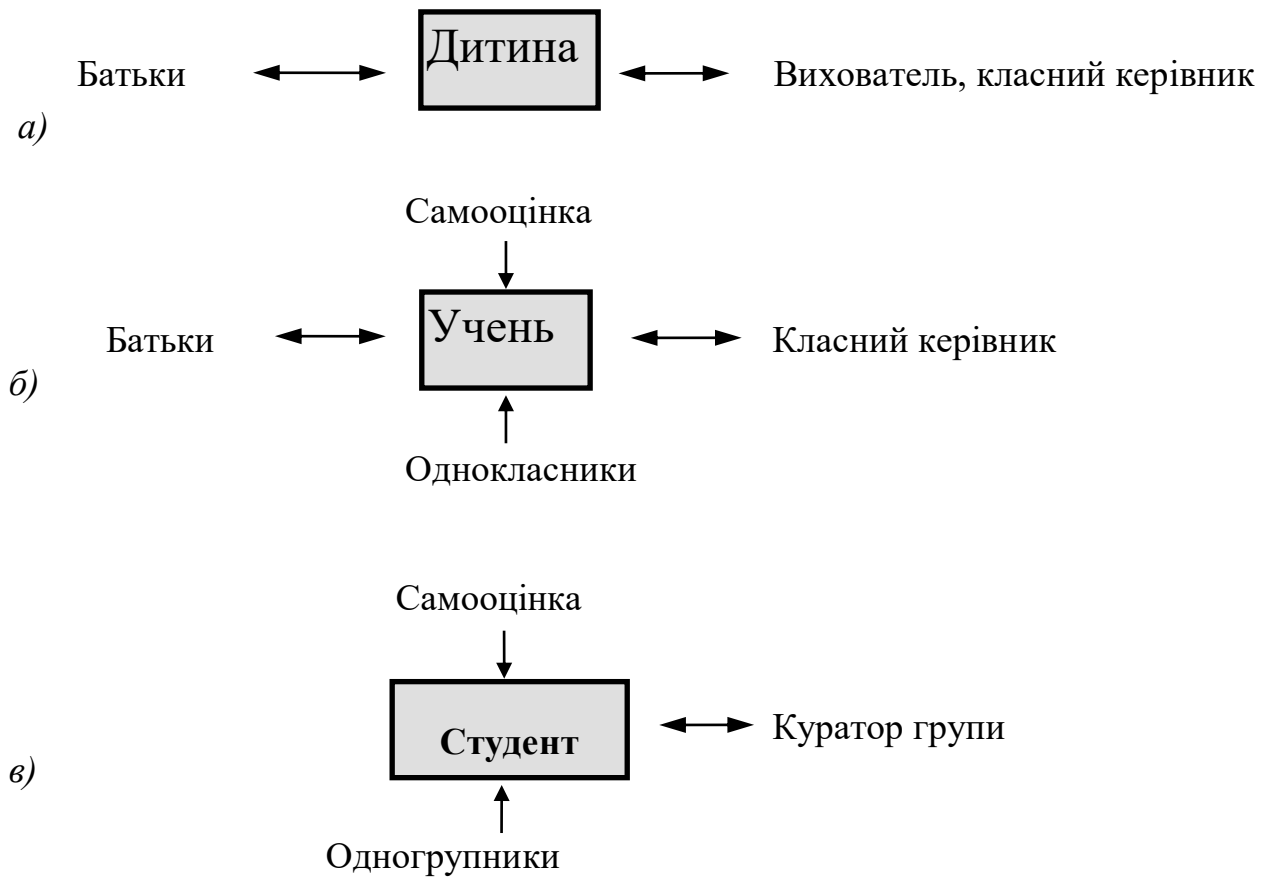 Дитина
Батьки
Вихователь, класний керівник
а)
Самооцінка
Учень
Батьки
Класний керівник
б)
Однокласники
Самооцінка
Студент
Куратор групи
в)
Одногрупники